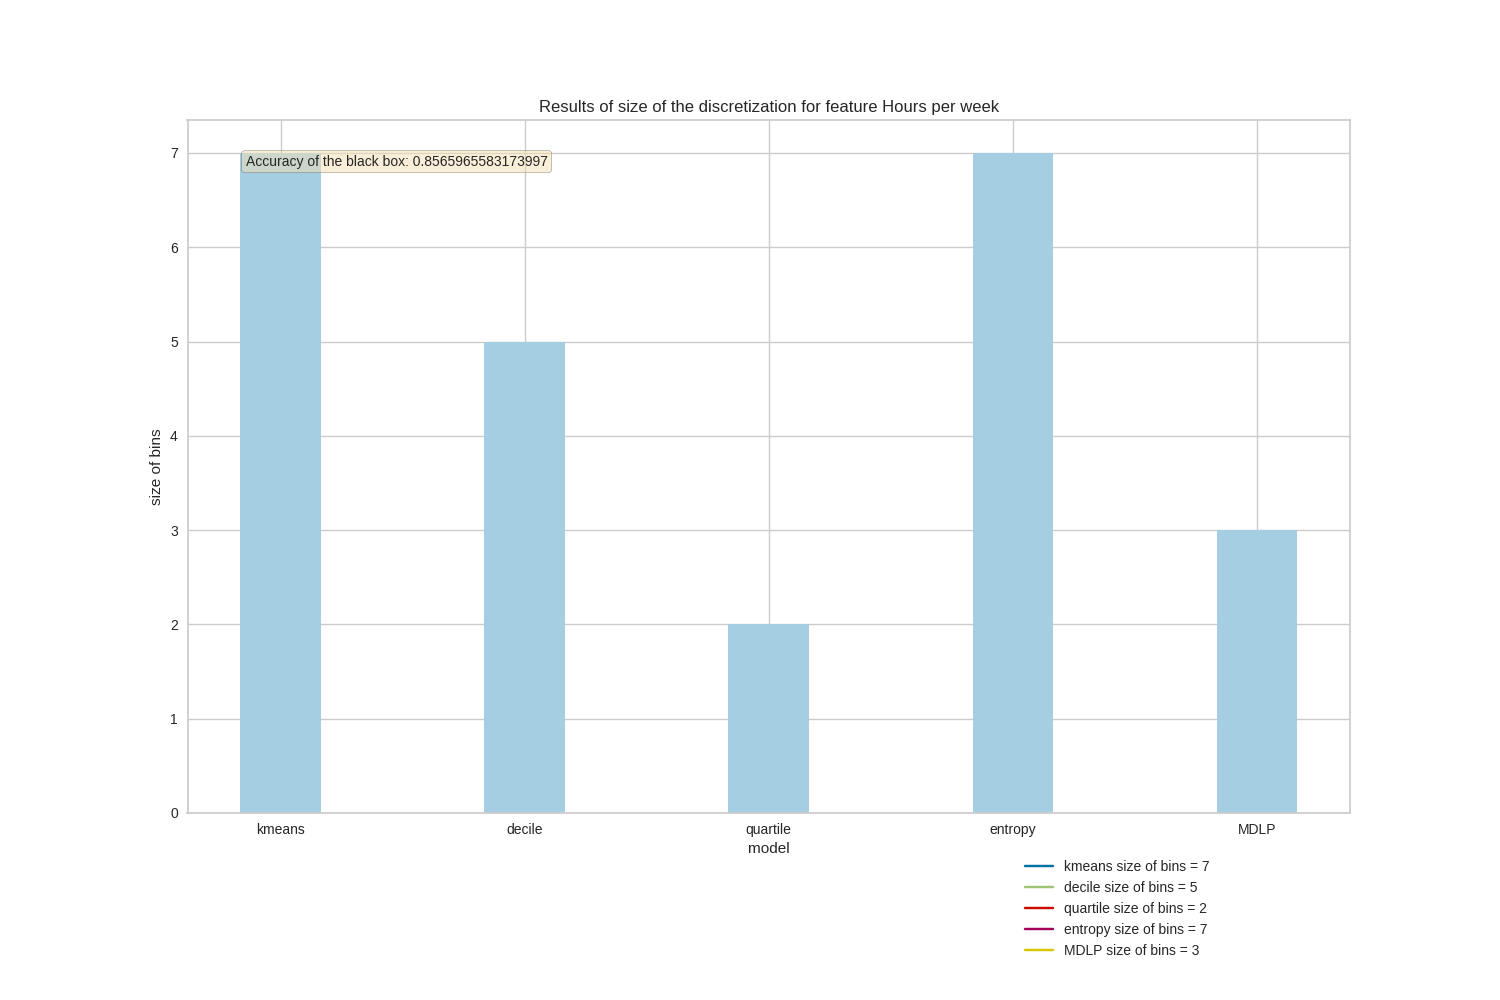 Results of size of the discretization for feature Hours per week
Accuracy of the black box: 0.8565965583173997
7
6
5
4
3
2
1
0
size of bins
kmeans decile quartile entropy MDLP
model
kmeans size of bins = 7
decile size of bins = 5
quartile size of bins = 2
entropy size of bins = 7
MDLP size of bins = 3